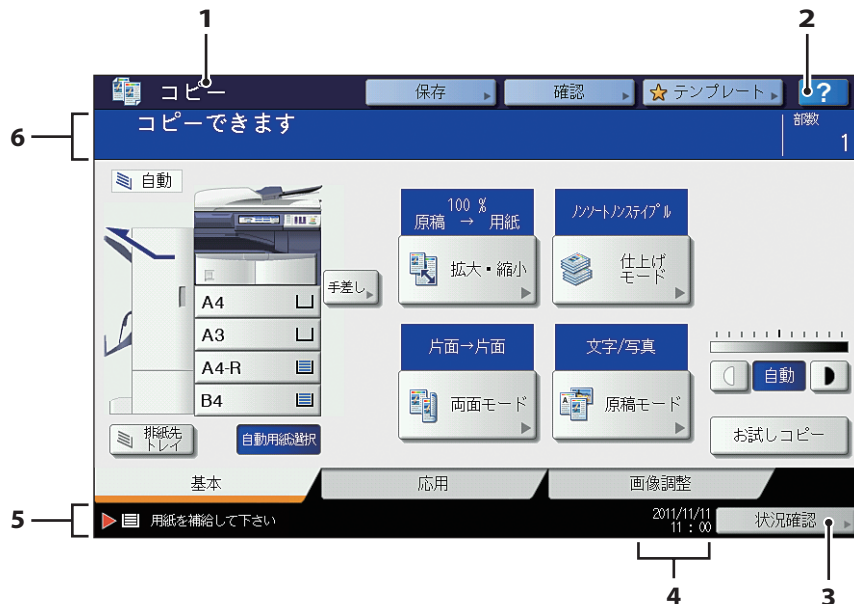 1
2
コピー
保存
確認
テンプレート
?
6
コピーできます
部数
1
自動
100 %
原稿 → 用紙
ノンソートノンステイプル
拡大・縮小
仕上げ
モード
手差し
A4
A3
A4-R
B4
片面→片面
文字/写真
両面モード
原稿モード
自動
お試しコピー
排紙先
トレイ
自動用紙選択
基本
応用
画像調整
5
用紙を補給して下さい
2011/11/11
11 : 00
状況確認
4
3